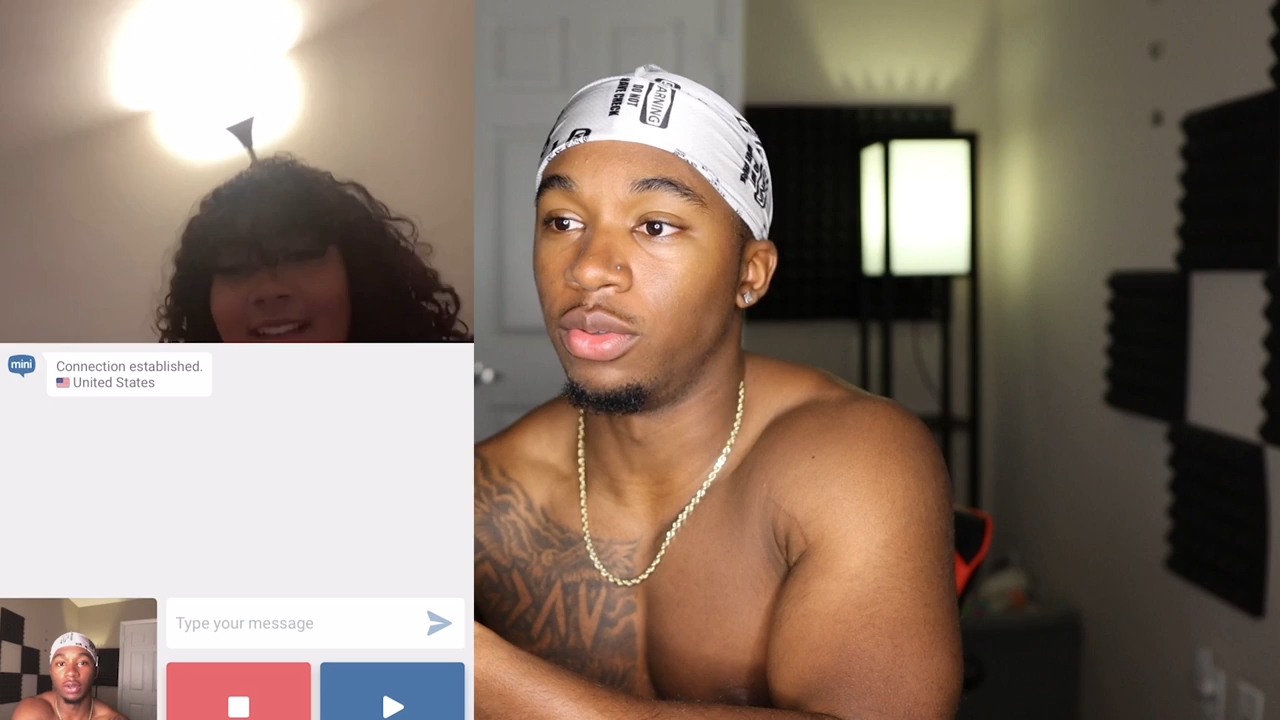 mini
Connection established.
United States
Type your message
WARNING
DO NOT